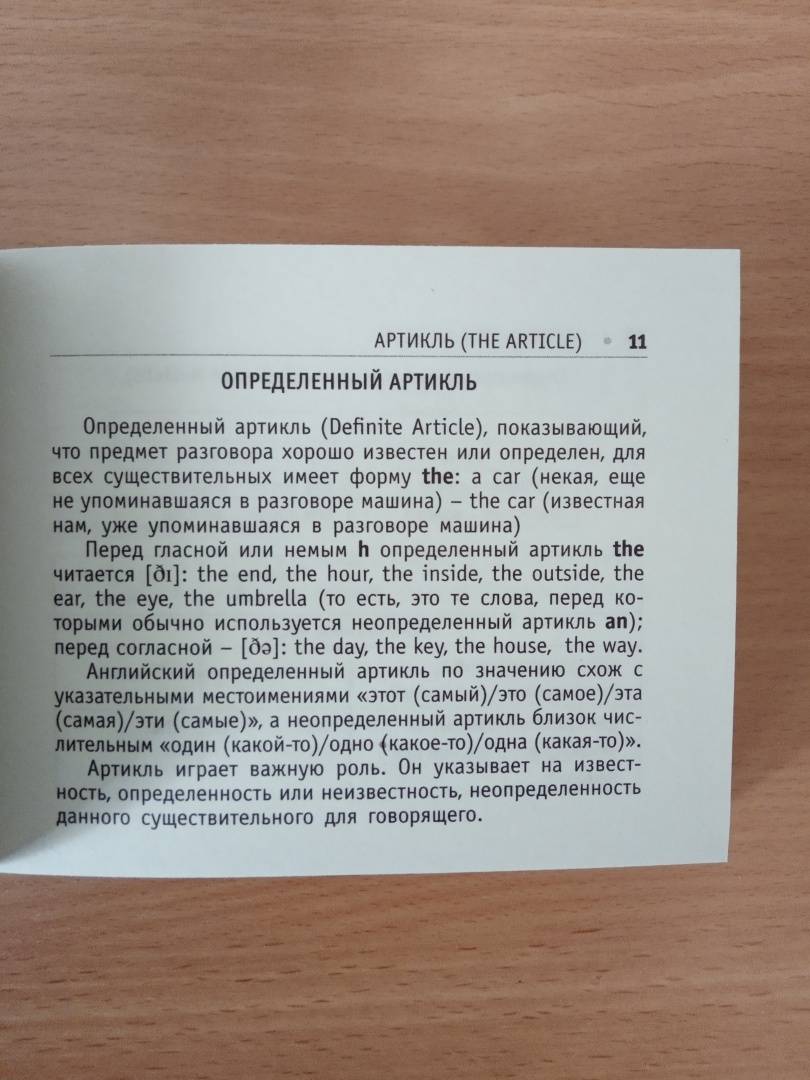 АРТИКЛЬ (THE ARTICLE) • 11
ОПРЕДЕЛЕННЫЙ АРТИКЛЬ
Определенный артикль (Definite Article), показывающий,
что предмет разговора хорошо известен или определен, для
всех существительных имеет форму the: a car (некая, еще
не упоминавшаяся в разговоре машина) – the car (известная
нам, уже упоминавшаяся в разговоре машина)
Перед гласной или немым h определенный артикль the
читается [ðɪ]: the end, the hour, the inside, the outside, the
ear, the eye, the umbrella (то есть, это те слова, перед ко-
торыми обычно используется неопределенный артикль an);
перед согласной – [ðə]: the day, the key, the house, the way.
Английский определенный артикль по значению схож с
указательными местоимениями «этот (самый)/это (самое)/эта
(самая)/эти (самые)», а неопределенный артикль близок чис-
лительным «один (какой-то)/одно (какое-то)/одна (какая-то)».
Артикль играет важную роль. Он указывает на извест-
ность, определенность или неизвестность, неопределенность
данного существительного для говорящего.